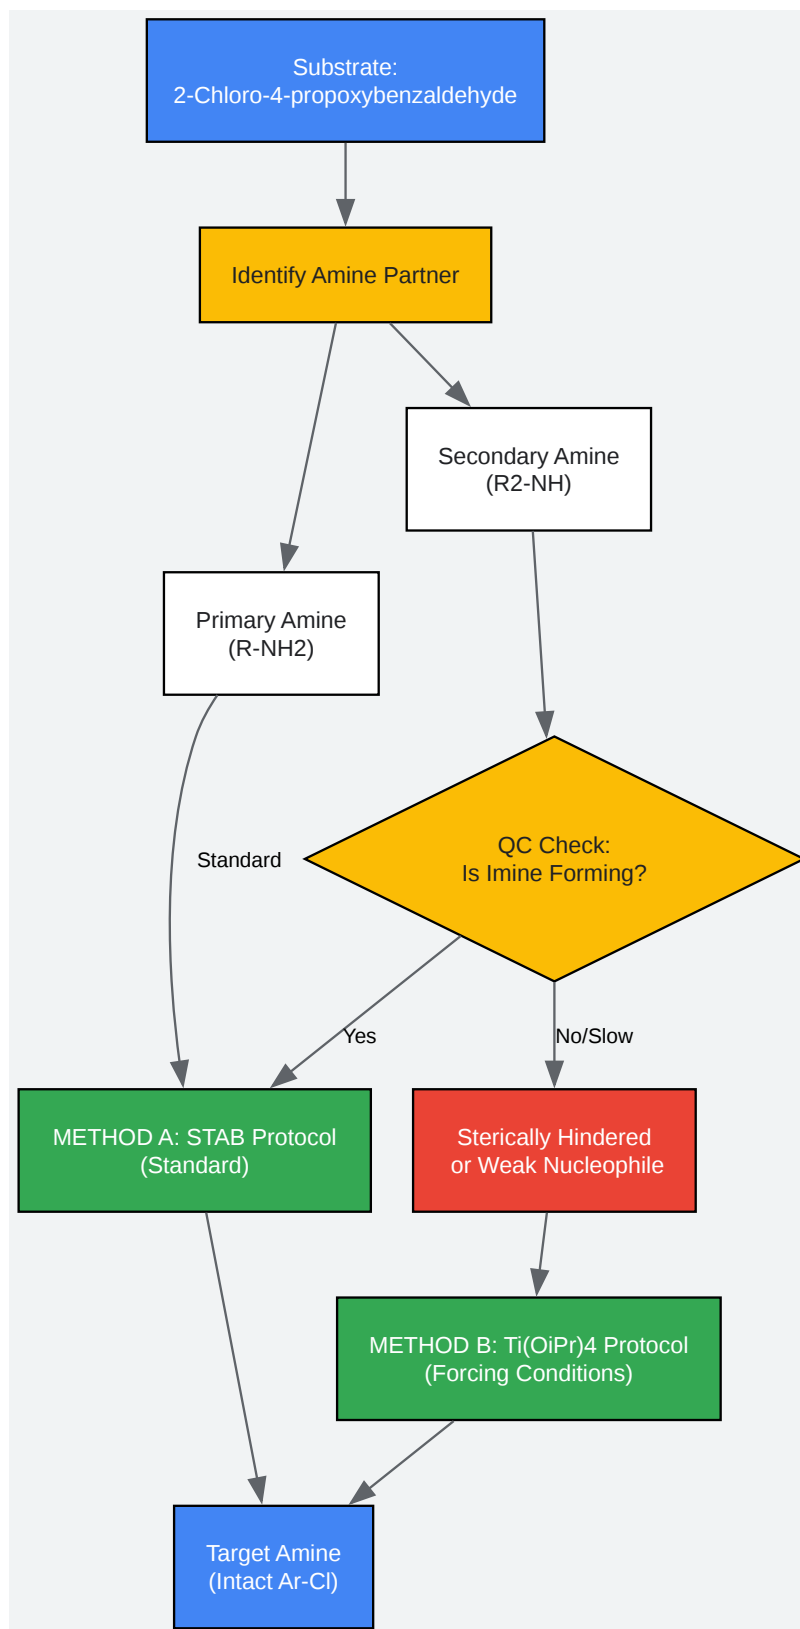 Substrate:
2-Chloro-4-propoxybenzaldehyde
Identify Amine Partner
Secondary Amine
(R2-NH)
Primary Amine
(R-NH2)
Standard
QC Check:
Is Imine Forming?
Yes
No/Slow
METHOD A: STAB Protocol
(Standard)
Sterically Hindered
or Weak Nucleophile
METHOD B: Ti(OiPr)4 Protocol
(Forcing Conditions)
Target Amine
(Intact Ar-Cl)